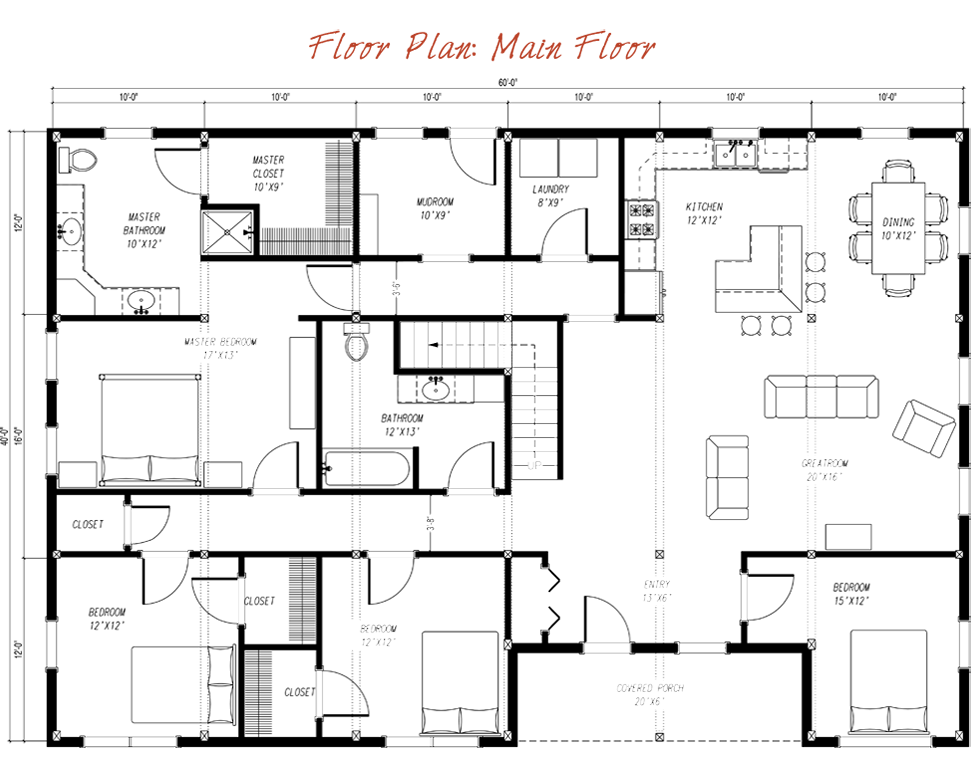 Floor Plan: Main Floor
60'-0"
10'-0" 10'-0" 10'-0" 10'-0" 10'-0" 10'-0"
12'-0"
40'-0"
16'-0"
12'-0"
MASTER
CLOSET
10'X9'
MASTER
BATHROOM
10'X12'
MUDROOM
10'X9'
LAUNDRY
8'X9'
KITCHEN
12'X12'
DINING
10'X12'
3'-6"
MASTER BEDROOM
17'X13'
BATHROOM
12'X13'
UP
GREATROOM
20'X16'
CLOSET
3'-8"
BEDROOM
12'X12'
CLOSET
BEDROOM
12'X12'
CLOSET
ENTRY
13'X6'
BEDROOM
15'X12'
COVERED PORCH
20'X6'